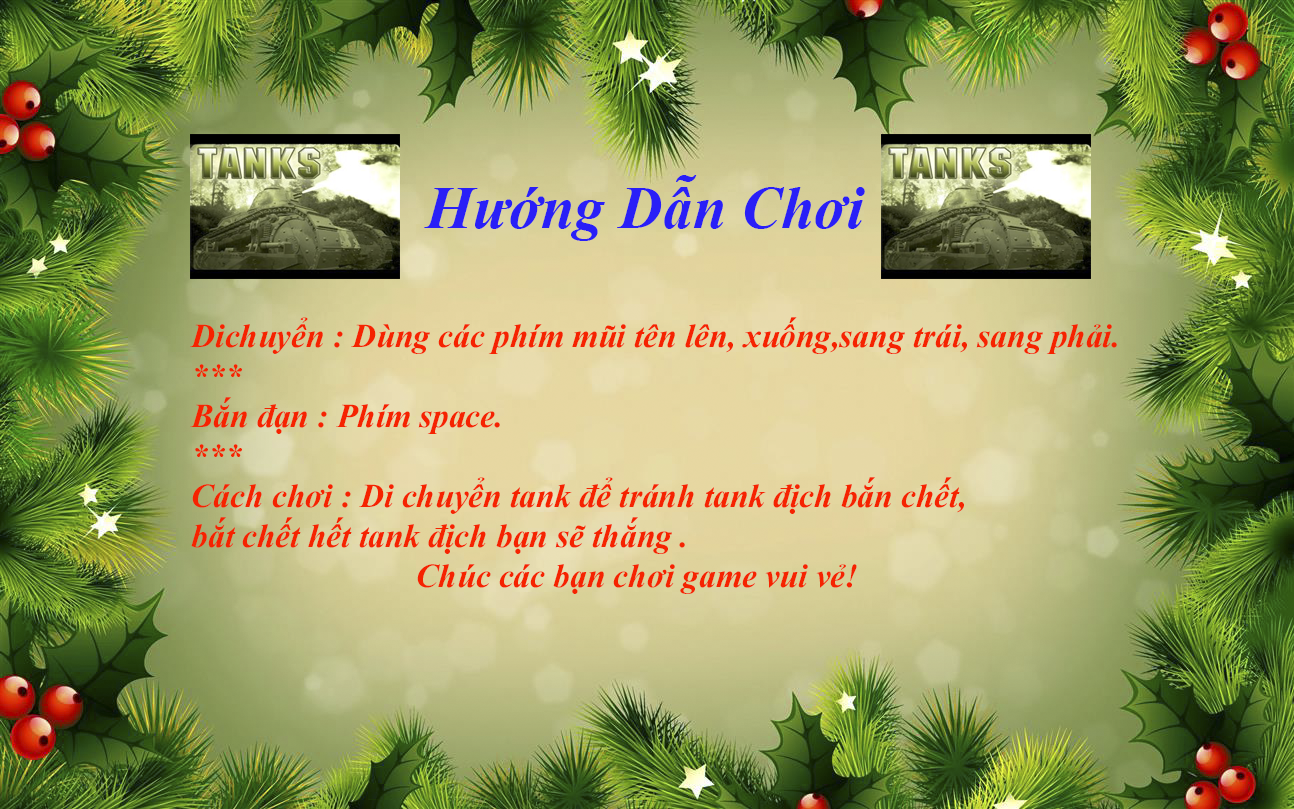 TANKS
TANKS
Hướng Dẫn Chơi
Dichuyển : Dùng các phím mũi tên lên, xuống,sang trái, sang phải.
***
Bắn đạn : Phím space.
***
Cách chơi : Di chuyển tank để tránh tank địch bắn chết,
bắt chết hết tank địch bạn sẽ thắng .
Chúc các bạn chơi game vui vẻ!